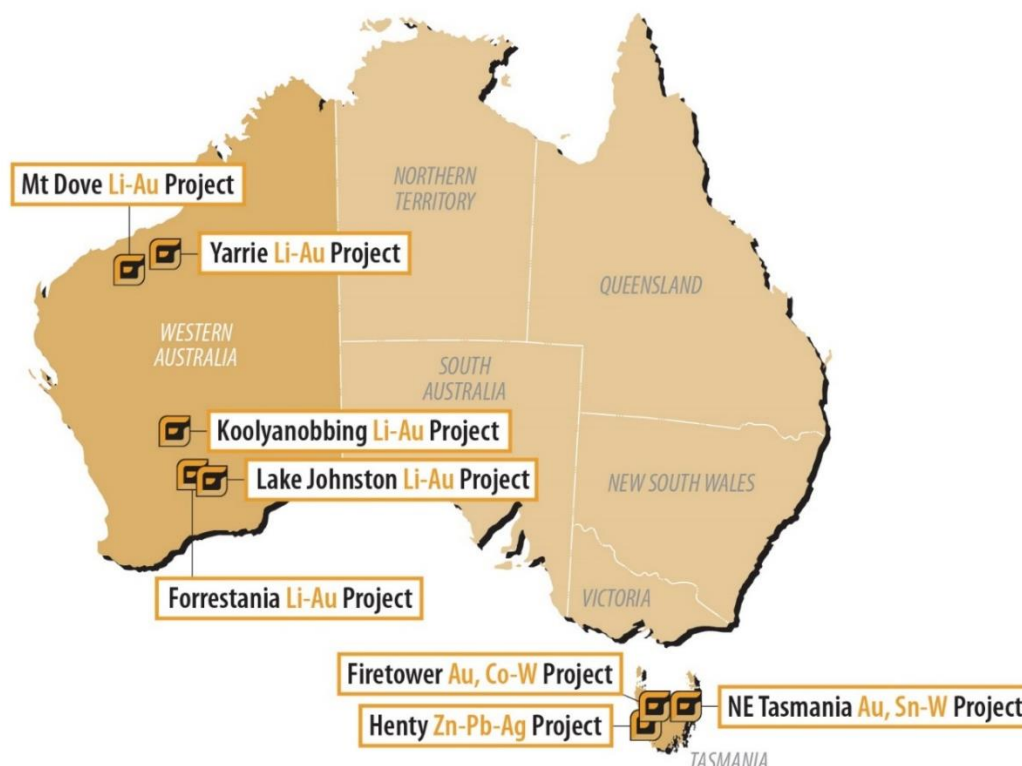 NORTHERN
TERRITORY
Mt Dove Li-Au Project
Yarrie Li-Au Project
QUEENSLAND
WESTERN
AUSTRALIA
SOUTH
AUSTRALIA
Koolyanobbing Li-Au Project
Lake Johnston Li-Au Project
NEW SOUTH WALES
Forrestania Li-Au Project
VICTORIA
Firetower Au, Co-W Project
NE Tasmania Au, Sn-W Project
Henty Zn-Pb-Ag Project
TASMANIA